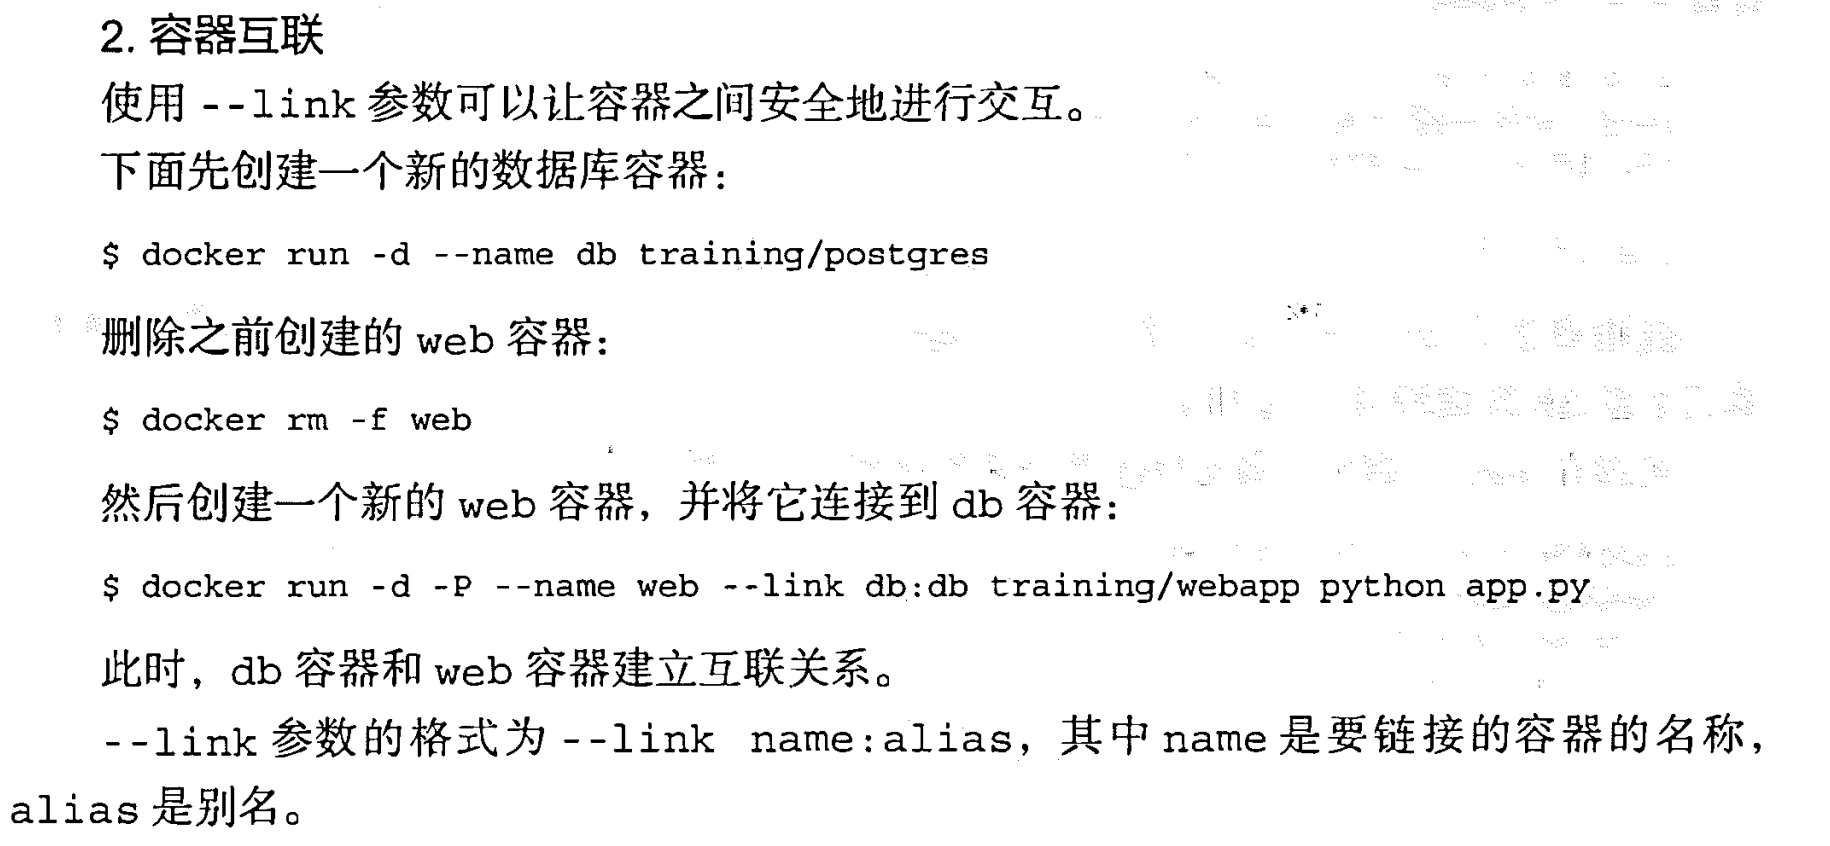 2. 容器互联
使用 --link 参数可以让容器之间安全地进行交互。
下面先创建一个新的数据库容器：
$ docker run -d --name db training/postgres
删除之前创建的 web 容器：
$ docker rm -f web
然后创建一个新的 web 容器，并将它连接到 db 容器：
$ docker run -d -P --name web --link db:db training/webapp python app.py
此时，db 容器和 web 容器建立互联关系。
--link 参数的格式为 --link name:alias，其中 name 是要链接的容器的名称，
alias 是别名。